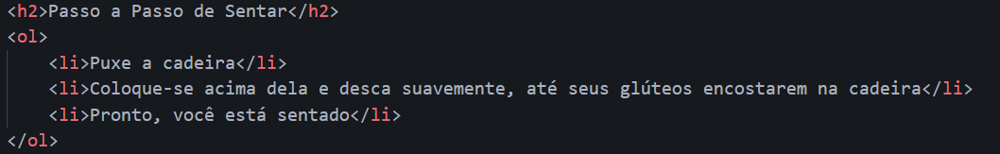 <h2>Passo a Passo de Sentar</h2>
<ol>
<li>Puxe a cadeira</li>
<li>Coloque-se acima dela e desca suavemente, até seus glúteos encostarem na cadeira</li>
<li>Pronto, você está sentado</li>
</ol>